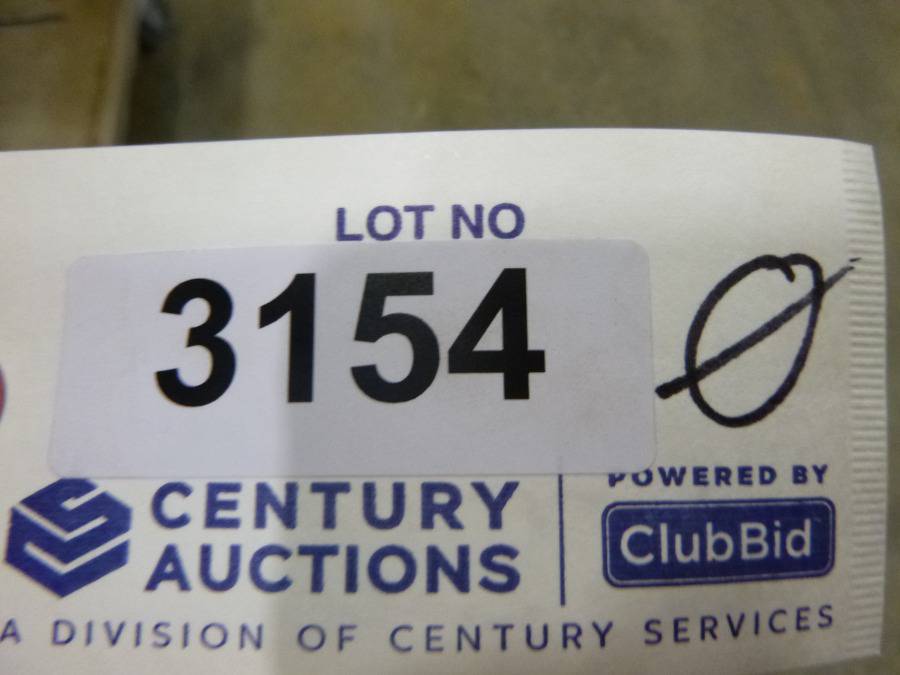 LOT NO
3154 Ø
CENTURY
AUCTIONS
POWERED BY
ClubBid
A DIVISION OF CENTURY SERVICES